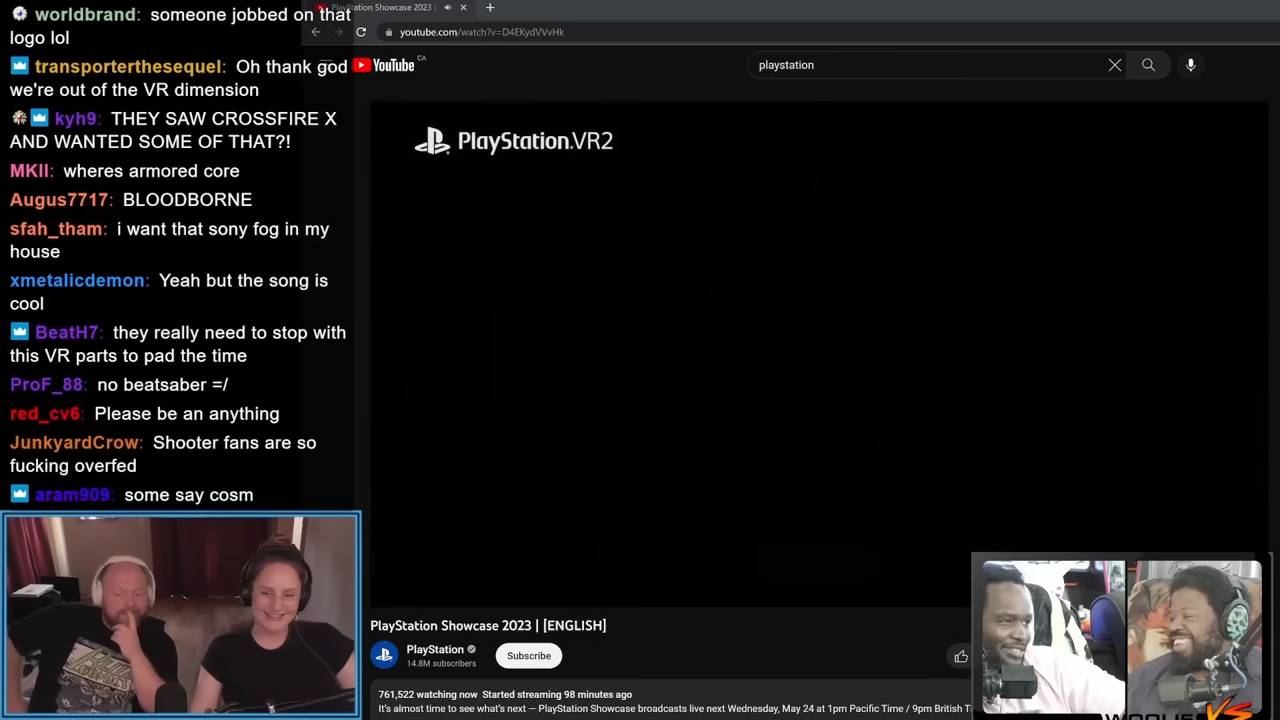 worldbrand: someone jobbed on that
logo lol
transporterthesequel: Oh thank god
we're out of the VR dimension
kyh9: THEY SAW CROSSFIRE X
AND WANTED SOME OF THAT?!
MKII: wheres armored core
Augus7717: BLOODBORNE
sfah_tham: i want that sony fog in my
house
xmetalicdemon: Yeah but the song is
cool
BeatH7: they really need to stop with
this VR parts to pad the time
ProF_88: no beatsaber =/
red_cv6: Please be an anything
JunkyardCrow: Shooter fans are so
fucking overfed
aram909: some say cosm
PlayStation Showcase 2023 |
youtube.com/watch?v=D4EKydVVvHk
YouTube CA
playstation
PlayStation.VR2
PlayStation Showcase 2023 | [ENGLISH]
PlayStation
14.8M subscribers
Subscribe
761,522 watching now Started streaming 98 minutes ago
It's almost time to see what's next — PlayStation Showcase broadcasts live next Wednesday, May 24 at 1pm Pacific Time / 9pm British T
VS